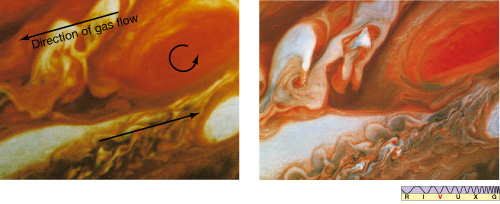 Direction of gas flow
R I V U X G